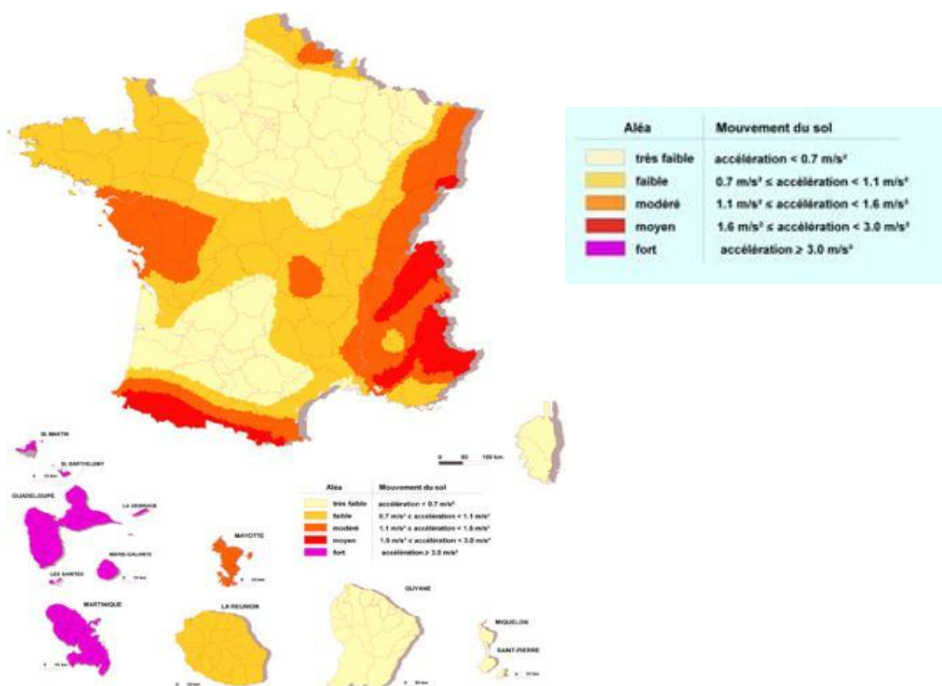 Aléa Mouvement du sol
très faible accélération < 0.7 m/s²
faible 0.7 m/s² ≤ accélération < 1.1 m/s²
modéré 1.1 m/s² ≤ accélération < 1.6 m/s²
moyen 1.6 m/s² ≤ accélération < 3.0 m/s²
fort accélération ≥ 3.0 m/s²
ST. MARTIN
ST. BARTHELEMY
GUADELOUPE
LA DESIRADE
MARIE-GALANTE
LES SAINTES
MARTINIQUE
MAYOTTE
LA REUNION
0 50 100 km
Aléa Mouvement du sol
très faible accélération < 0.7 m/s²
faible 0.7 m/s² ≤ accélération < 1.1 m/s²
modéré 1.1 m/s² ≤ accélération < 1.6 m/s²
moyen 1.6 m/s² ≤ accélération < 3.0 m/s²
fort accélération ≥ 3.0 m/s²
GUYANE
MIQUELON
SAINT-PIERRE